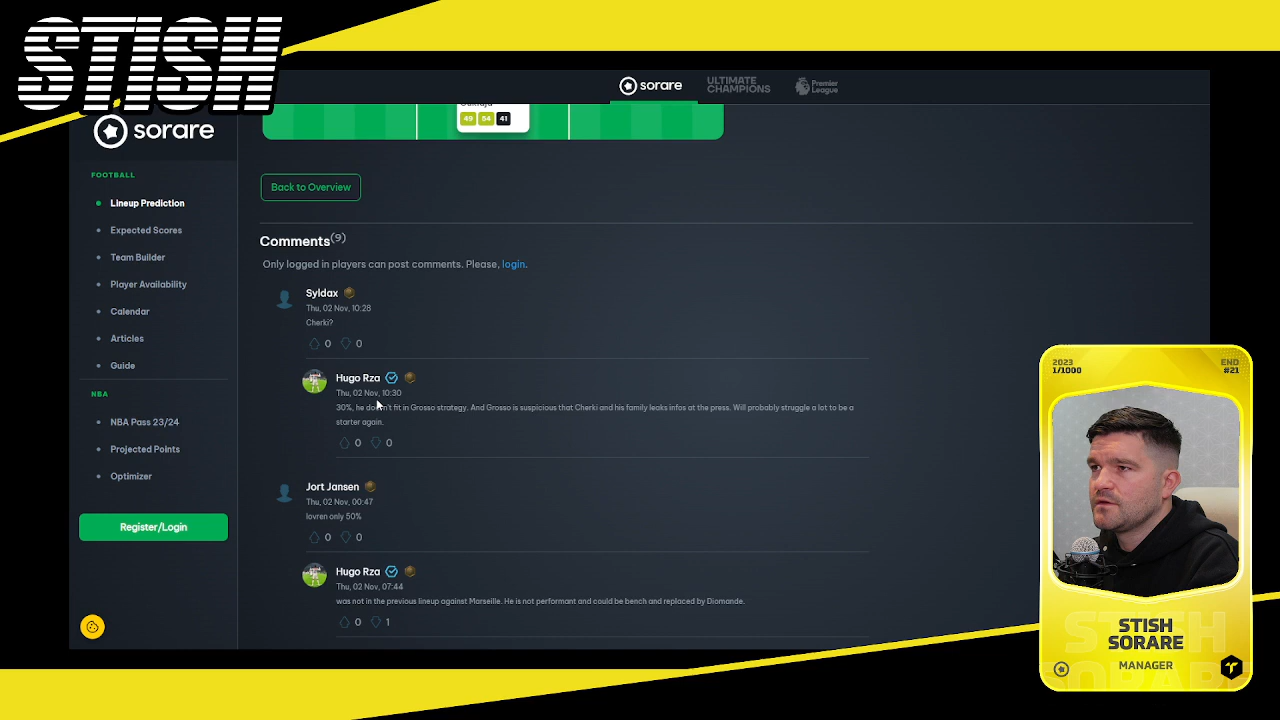 STISH
sorare
ULTIMATE
CHAMPIONS
Premier
League
sorare
49 54 41
FOOTBALL
Lineup Prediction
Expected Scores
Team Builder
Player Availability
Calendar
Articles
Guide
NBA
NBA Pass 23/24
Projected Points
Optimizer
Register/Login
Back to Overview
Comments(9)
Only logged in players can post comments. Please, login.
Syldax
Thu, 02 Nov, 10:28
Cherki?
0 0
Hugo Rza
Thu, 02 Nov, 10:30
30%, he doesn't fit in Grosso strategy. And Grosso is suspicious that Cherki and his family leaks infos at the press. Will probably struggle a lot to be a
starter again.
0 0
Jort Jansen
Thu, 02 Nov, 00:47
lovren only 50%
0 0
Hugo Rza
Thu, 02 Nov, 07:44
was not in the previous lineup against Marseille. He is not performant and could be bench and replaced by Diomande.
0 1
2023
1/1000
END
#21
STISH
SORARE
MANAGER